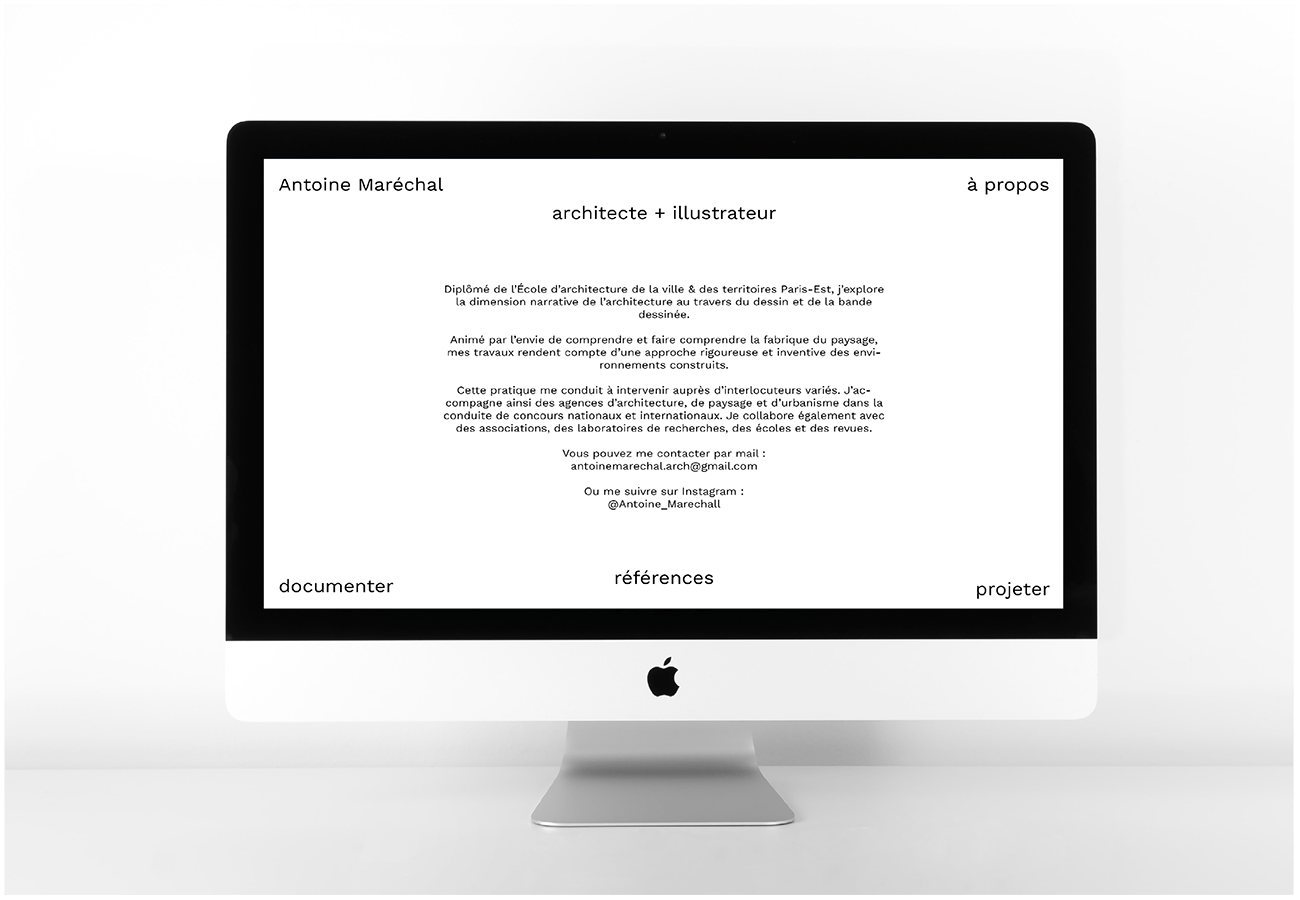 Antoine Maréchal
à propos
architecte + illustrateur
Diplômé de l'École d'architecture de la ville & des territoires Paris-Est, j'explore
la dimension narrative de l'architecture au travers du dessin et de la bande
dessinée.
Animé par l'envie de comprendre et faire comprendre la fabrique du paysage,
mes travaux rendent compte d'une approche rigoureuse et inventive des envi-
ronnements construits.
Cette pratique me conduit à intervenir auprès d'interlocuteurs variés. J'ac-
compagne ainsi des agences d'architecture, de paysage et d'urbanisme dans la
conduite de concours nationaux et internationaux. Je collabore également avec
des associations, des laboratoires de recherches, des écoles et des revues.
Vous pouvez me contacter par mail :
antoinemarechal.arch@gmail.com
Ou me suivre sur Instagram :
@Antoine_Marechall
documenter
références
projeter